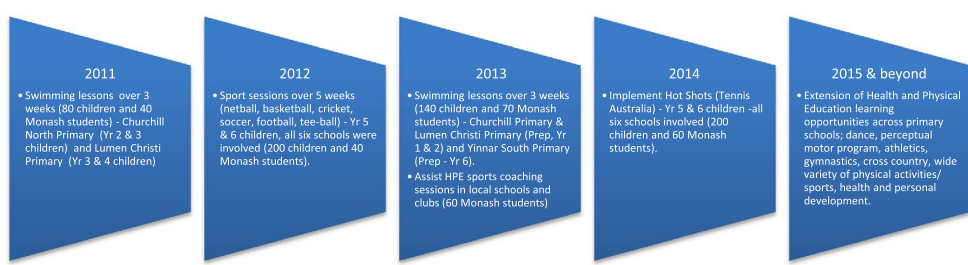 2011
• Swimming lessons over 3
weeks (80 children and 40
Monash students) - Churchill
North Primary (Yr 2 & 3
children) and Lumen Christi
Primary (Yr 3 & 4 children)
2012
• Sport sessions over 5 weeks
(netball, basketball, cricket,
soccer, football, tee-ball) - Yr 5
& 6 children, all six schools were
involved (200 children and 40
Monash students).
2013
• Swimming lessons over 3 weeks
(140 children and 70 Monash
students) - Churchill Primary &
Lumen Christi Primary (Prep, Yr
1 & 2) and Yinnar South Primary
(Prep - Yr 6).
• Assist HPE sports coaching
sessions in local schools and
clubs (60 Monash students)
2014
• Implement Hot Shots (Tennis
Australia) - Yr 5 & 6 children -all
six schools involved (200
children and 60 Monash
students).
2015 & beyond
• Extension of Health and Physical
Education learning
opportunities across primary
schools; dance, perceptual
motor program, athletics,
gymnastics, cross country, wide
variety of physical activities/
sports, health and personal
development.